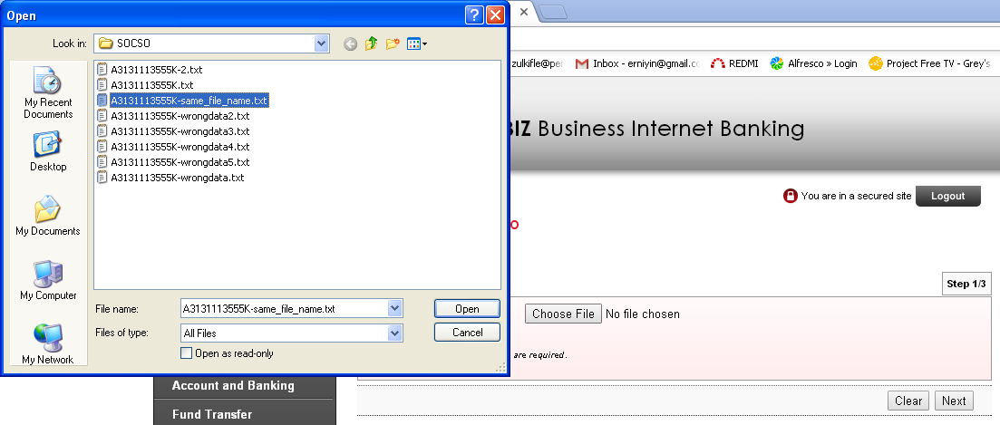 Open
Look in: SOCSO
A3131113555K-2.txt
A3131113555K.txt
A3131113555K-same_file_name.txt
A3131113555K-wrongdata2.txt
A3131113555K-wrongdata3.txt
A3131113555K-wrongdata4.txt
A3131113555K-wrongdata5.txt
A3131113555K-wrongdata.txt
My Recent
Documents
Desktop
My Documents
My Computer
My Network
File name: A3131113555K-same_file_name.txt Open
Files of type: All Files Cancel
Open as read-only
zulkifle@per Inbox - erniyin@gmail.cc REDMI Alfresco » Login Project Free TV - Grey's
BIZ Business Internet Banking
You are in a secured site Logout
o
Step 1/3
Choose File No file chosen
are required.
Clear Next
Account and Banking
Fund Transfer